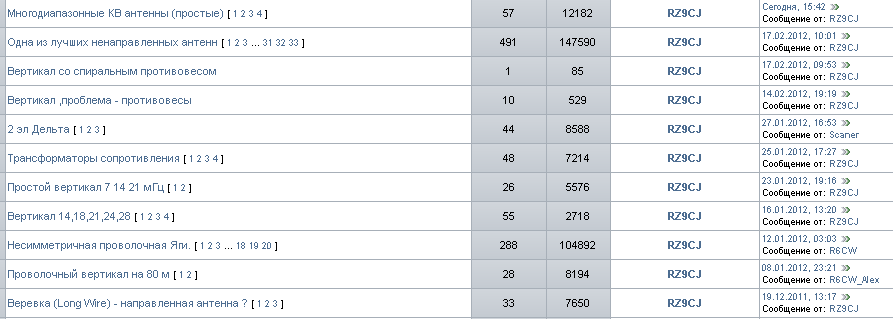 Многодиапазонные КВ антенны (простые) [ 1 2 3 4 ] 57 12182 RZ9CJ Сегодня, 15:42
Сообщение от: RZ9CJ
Одна из лучших ненаправленных антенн [ 1 2 3 ... 31 32 33 ] 491 147590 RZ9CJ 17.02.2012, 10:01
Сообщение от: RZ9CJ
Вертикал со спиральным противовесом 1 85 RZ9CJ 17.02.2012, 09:53
Сообщение от: RZ9CJ
Вертикал ,проблема - противовесы 10 529 RZ9CJ 14.02.2012, 19:19
Сообщение от: RZ9CJ
2 эл Дельта [ 1 2 3 ] 44 8588 RZ9CJ 27.01.2012, 16:53
Сообщение от: Scaner
Трансформаторы сопротивления [ 1 2 3 4 ] 48 7214 RZ9CJ 25.01.2012, 17:27
Сообщение от: RZ9CJ
Простой вертикал 7 14 21 мГц [ 1 2 ] 26 5576 RZ9CJ 23.01.2012, 19:16
Сообщение от: RZ9CJ
Вертикал 14,18,21,24,28 [ 1 2 3 4 ] 55 2718 RZ9CJ 16.01.2012, 13:20
Сообщение от: RZ9CJ
Несимметричная проволочная Яги. [ 1 2 3 ... 18 19 20 ] 288 104892 RZ9CJ 12.01.2012, 03:03
Сообщение от: R6CW
Проволочный вертикал на 80 м [ 1 2 ] 28 8194 RZ9CJ 08.01.2012, 23:21
Сообщение от: R6CW_Alex
Веревка (Long Wire) - направленная антенна ? [ 1 2 3 ] 33 7650 RZ9CJ 19.12.2011, 13:17
Сообщение от: RZ9CJ